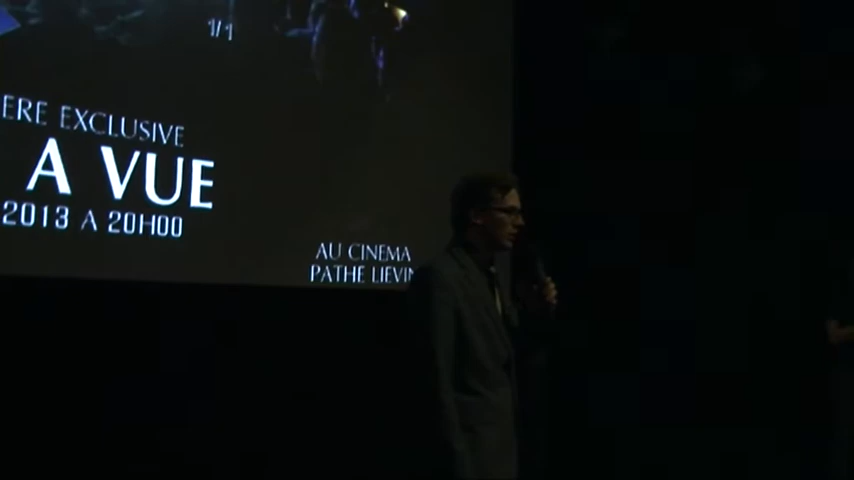 1/1
ERE EXCLUSIVE
A VUE
2013 A 20H00
AU CINEMA
PATHE LIEVIN